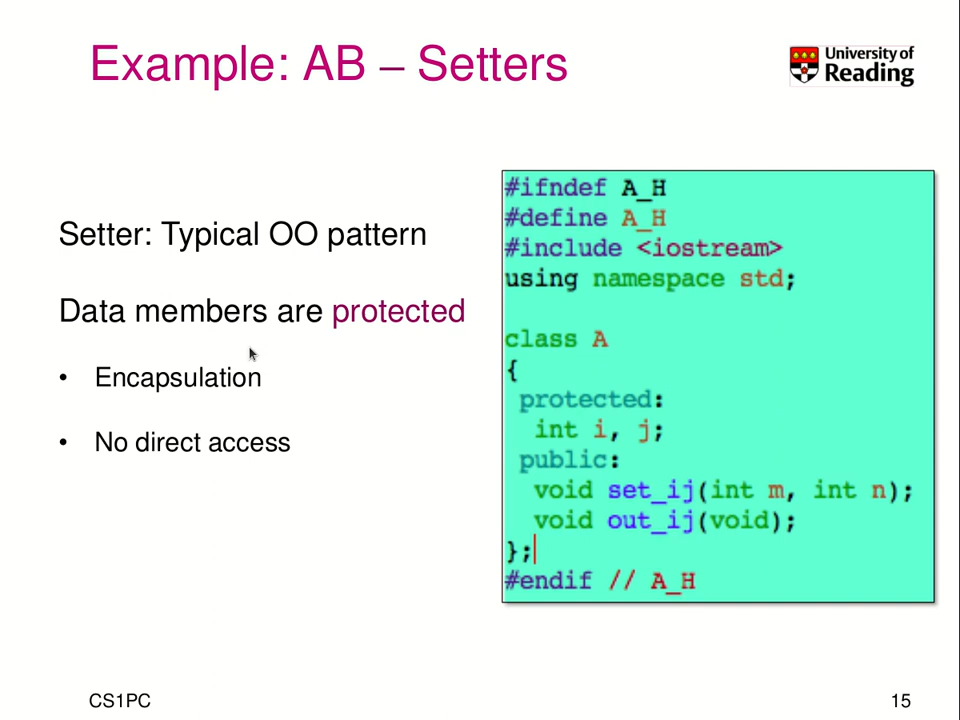 Example: AB – Setters
University of
Reading
Setter: Typical OO pattern
Data members are protected
• Encapsulation
• No direct access
#ifndef A_H
#define A_H
#include <iostream>
using namespace std;
class A
{
protected:
int i, j;
public:
void set_ij(int m, int n);
void out_ij(void);
};
#endif // A_H
CS1PC
15